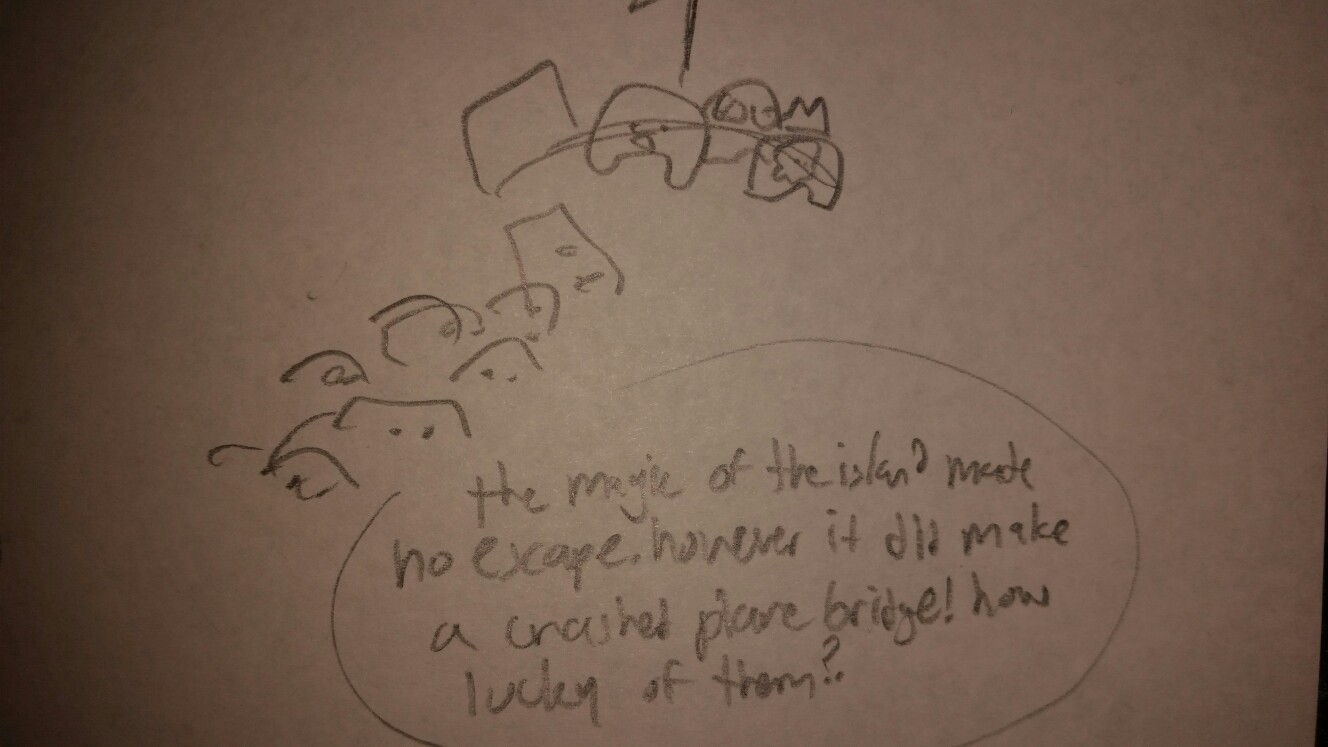 the magic of the island made
no escape. however it did make
a crashed plane bridge! how
lucky of them?